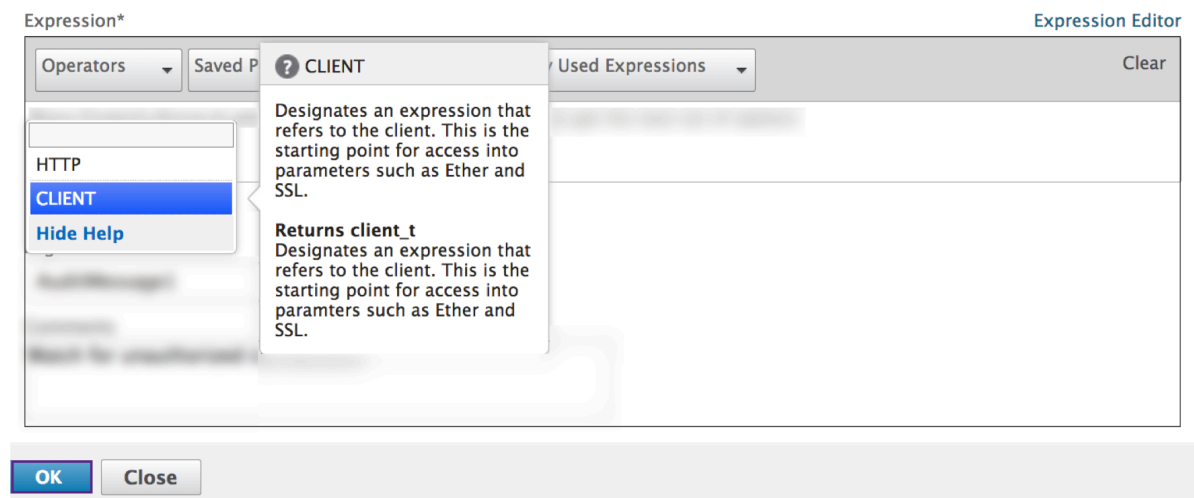 Expression*
Expression Editor
Operators
Saved P
Used Expressions
Clear
HTTP
CLIENT
Hide Help
? CLIENT
Designates an expression that
refers to the client. This is the
starting point for access into
parameters such as Ether and
SSL.
Returns client_t
Designates an expression that
refers to the client. This is the
starting point for access into
paramters such as Ether and
SSL.
OK
Close